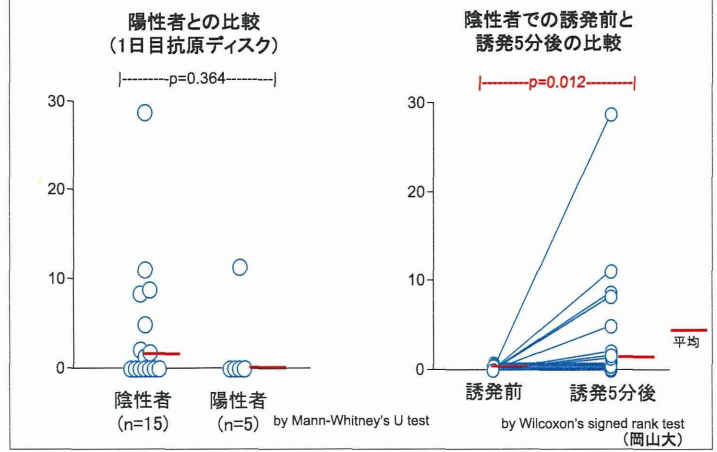 陽性者との比較
（1日目抗原ディスク）
|---------p=0.364---------|
30
20
10
0
陰性者
(n=15)
陽性者
(n=5)
by Mann-Whitney's U test
陰性者での誘発前と
誘発5分後の比較
|---------p=0.012---------|
30
20
10
0
誘発前
誘発5分後
平均
by Wilcoxon's signed rank test
（岡山大）